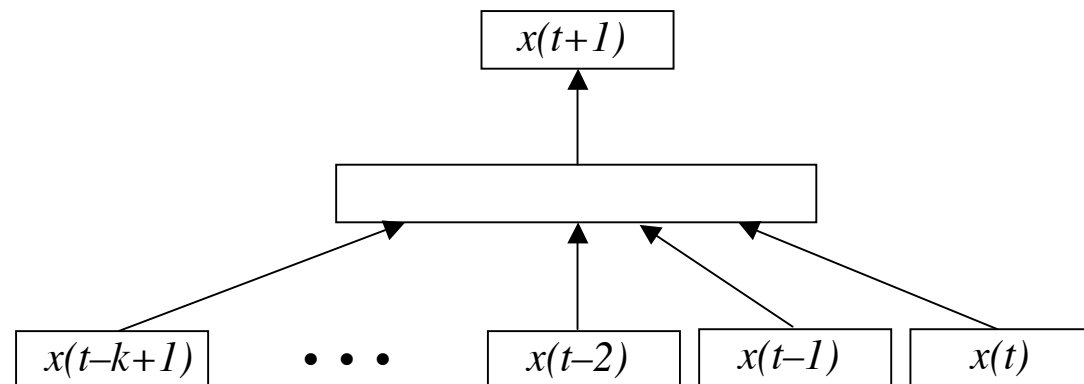 x(t+1)
x(t–k+1) • • • x(t–2) x(t–1) x(t)